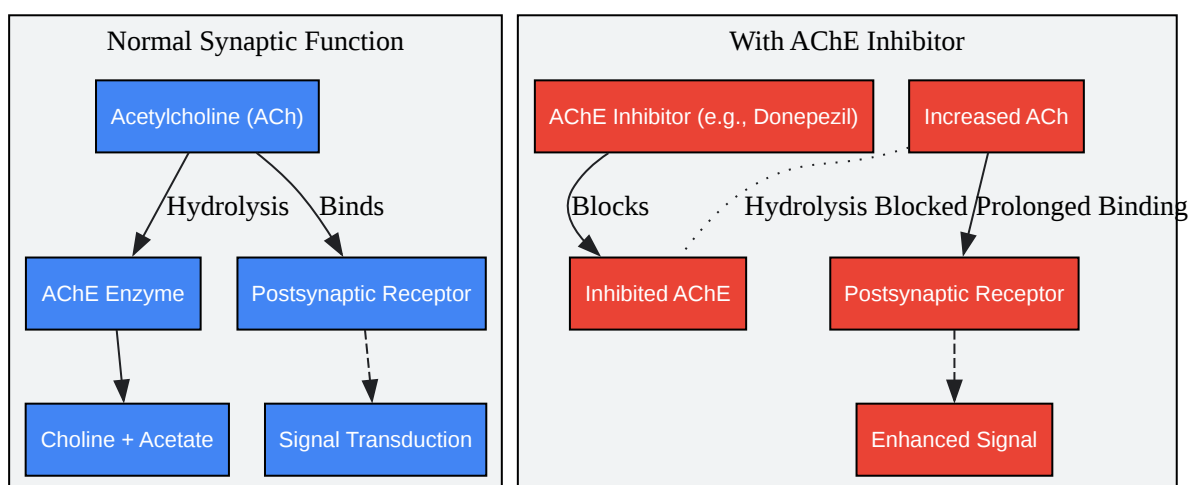 Normal Synaptic Function
Acetylcholine (ACh)
Hydrolysis
Binds
AChE Enzyme
Postsynaptic Receptor
Choline + Acetate
Signal Transduction
With AChE Inhibitor
AChE Inhibitor (e.g., Donepezil)
Increased ACh
Blocks
Hydrolysis Blocked
Prolonged Binding
Inhibited AChE
Postsynaptic Receptor
Enhanced Signal